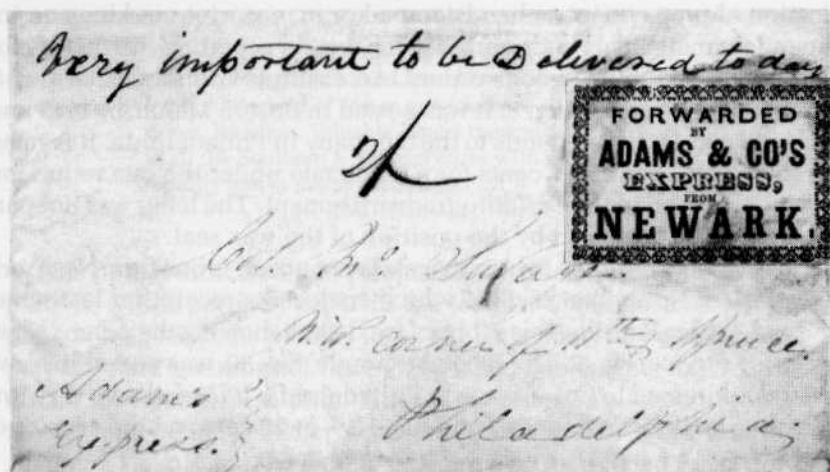 Very important to be Delivered to day
FORWARDED
BY
ADAMS & CO'S
EXPRESS,
FROM
NEWARK.
N.W. corner of 11th & Spruce.
Adams
Express.
Philadelphia